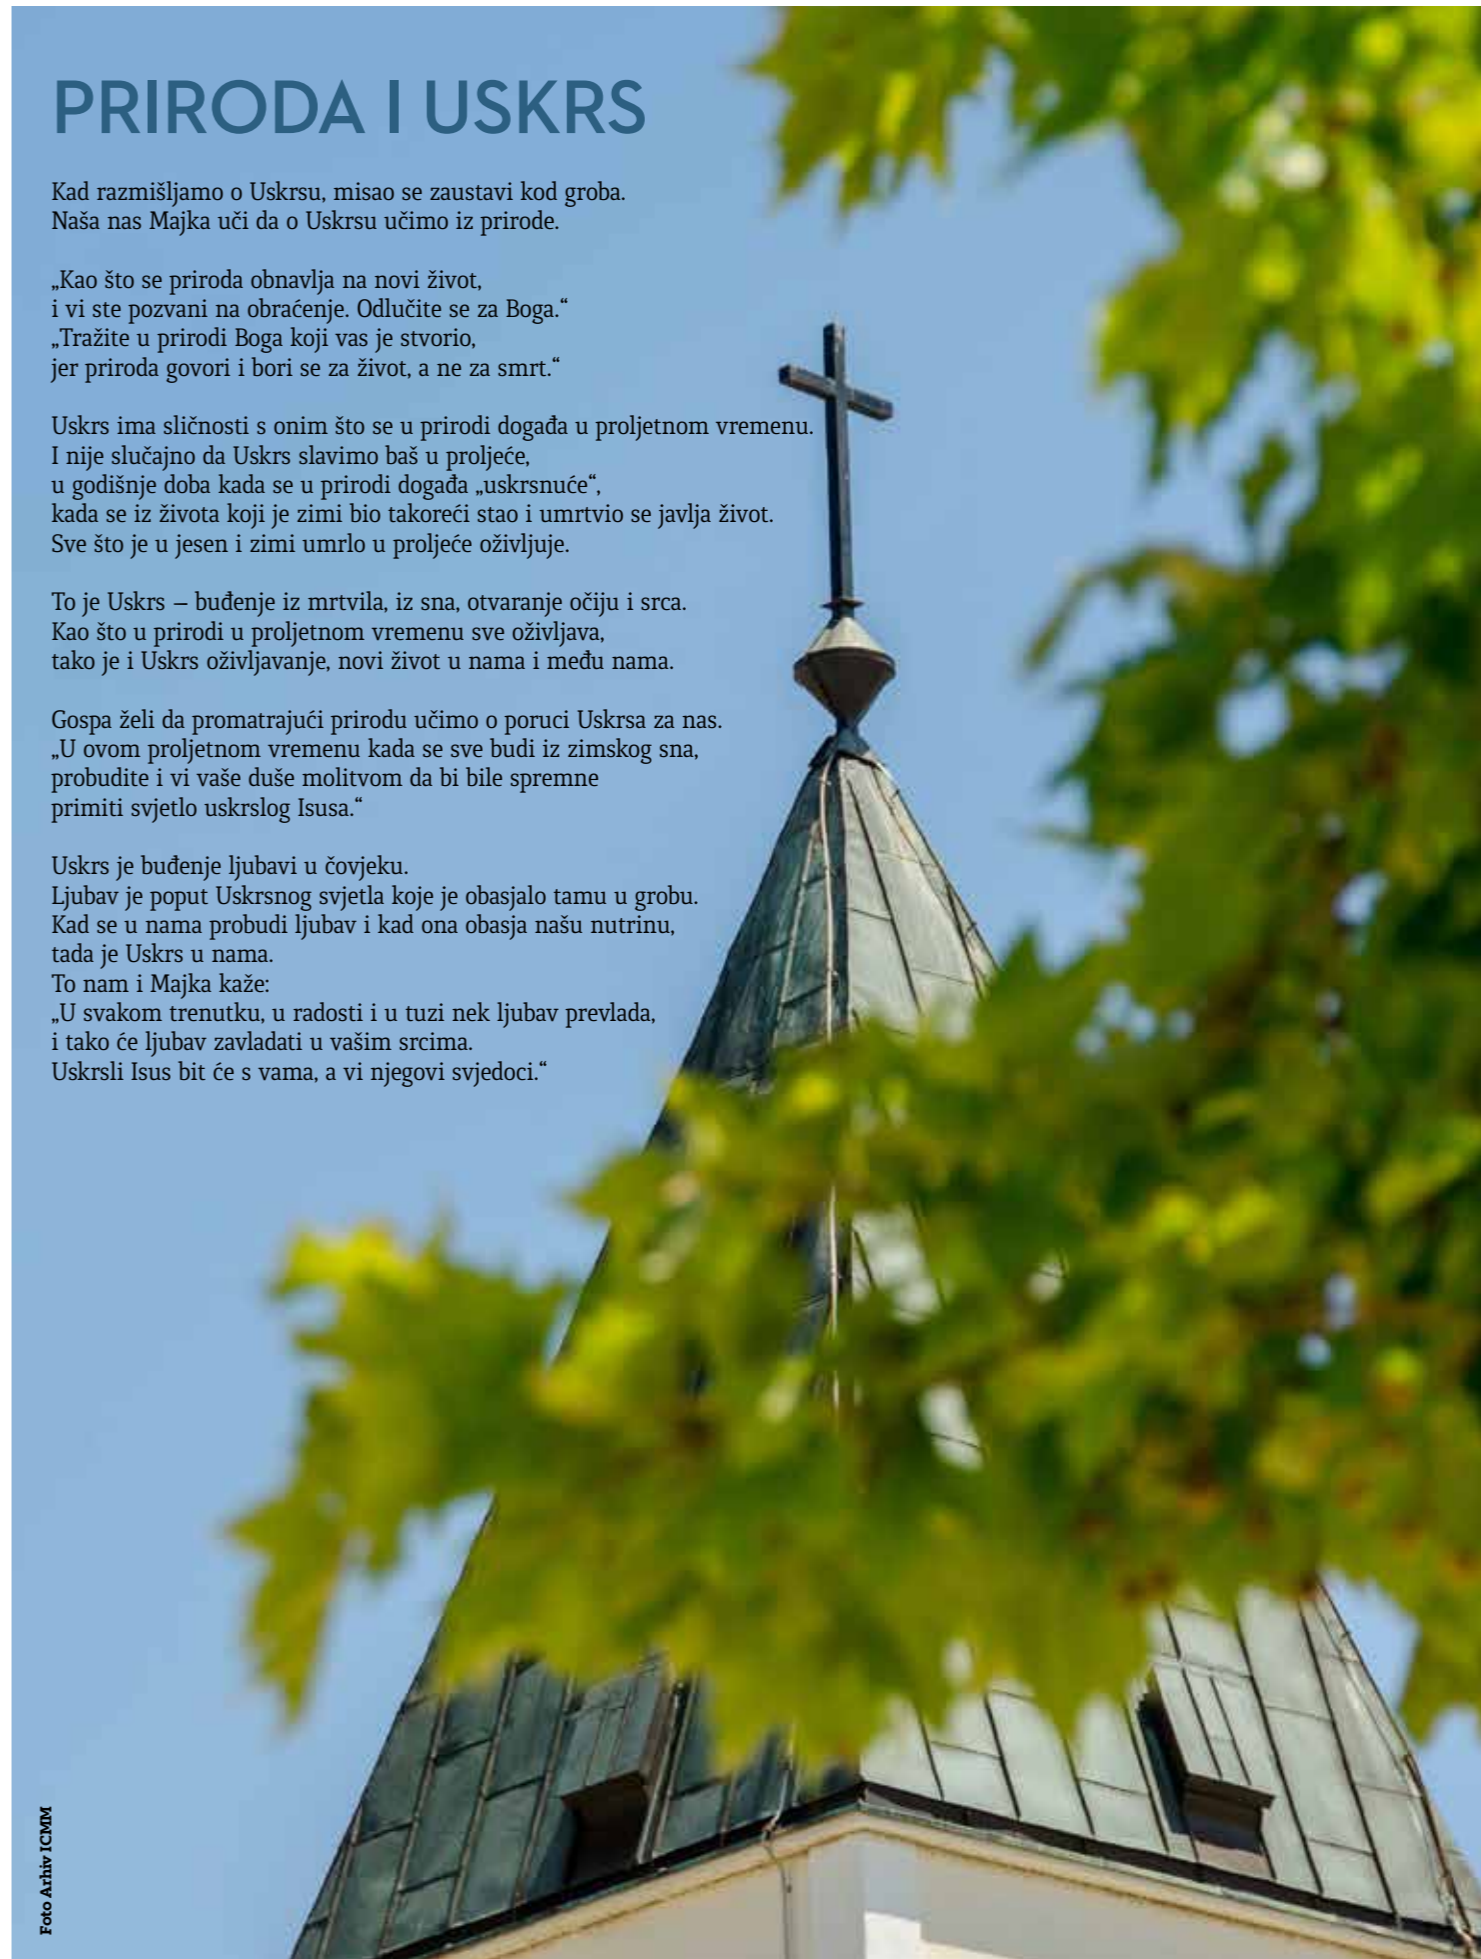 PRIRODA I USKRS
Kad razmišljamo o Uskrsu, misao se zaustavi kod groba.
Naša nas Majka uči da o Uskrsu učimo iz prirode.
„Kao što se priroda obnavlja na novi život,
i vi ste pozvani na obraćenje. Odlučite se za Boga.“
„Tražite u prirodi Boga koji vas je stvorio,
jer priroda govori i bori se za život, a ne za smrt.“
Uskrs ima sličnosti s onim što se u prirodi događa u proljetnom vremenu.
I nije slučajno da Uskrs slavimo baš u proljeće,
u godišnje doba kada se u prirodi događa „uskrsnuće“,
kada se iz života koji je zimi bio takoreći stao i umrtvio se javlja život.
Sve što je u jesen i zimi umrlo u proljeće oživljuje.
To je Uskrs – buđenje iz mrtvila, iz sna, otvaranje očiju i srca.
Kao što u prirodi u proljetnom vremenu sve oživljava,
tako je i Uskrs oživljavanje, novi život u nama i među nama.
Gospa želi da promatrajući prirodu učimo o poruci Uskrsa za nas.
„U ovom proljetnom vremenu kada se sve budi iz zimskog sna,
probudite i vi vaše duše molitvom da bi bile spremne
primiti svjetlo uskrslog Isusa.“
Uskrs je buđenje ljubavi u čovjeku.
Ljubav je poput Uskrsnog svjetla koje je obasjalo tamu u grobu.
Kad se u nama probudi ljubav i kad ona obasja našu nutrinu,
tada je Uskrs u nama.
To nam i Majka kaže:
„U svakom trenutku, u radosti i u tuzi nek ljubav prevlada,
i tako će ljubav zavladati u vašim srcima.
Uskrsli Isus bit će s vama, a vi njegovi svjedoci.“
Foto Arhiv ICMM